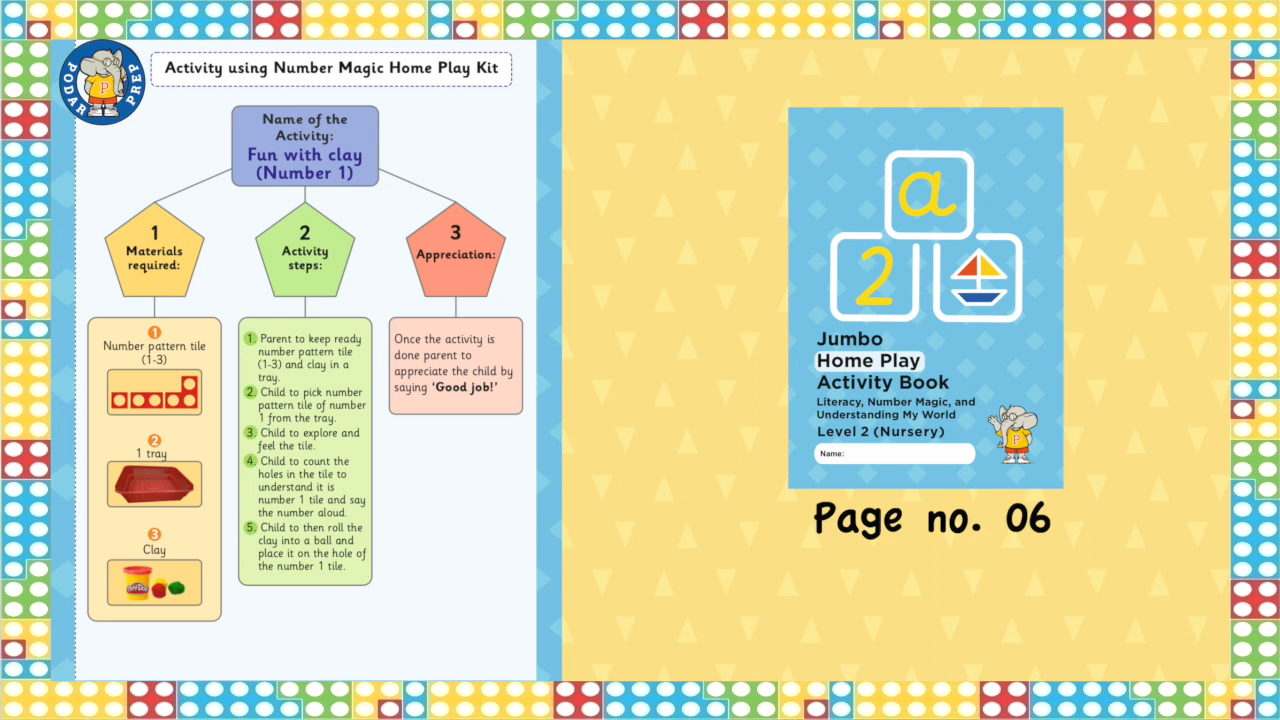 PODAR PREP
P
Activity using Number Magic Home Play Kit
Name of the
Activity:
Fun with clay
(Number 1)
1
Materials
required:
2
Activity
steps:
3
Appreciation:
1
Number pattern tile
(1-3)
2
1 tray
3
Clay
Play-Doh
1. Parent to keep ready
number pattern tile
(1-3) and clay in a
tray.
2. Child to pick number
pattern tile of number
1 from the tray.
3. Child to explore and
feel the tile.
4. Child to count the
holes in the tile to
understand it is
number 1 tile and say
the number aloud.
5. Child to then roll the
clay into a ball and
place it on the hole of
the number 1 tile.
Once the activity is
done parent to
appreciate the child by
saying ‘Good job!’
a
2
Jumbo
Home Play
Activity Book
Literacy, Number Magic, and
Understanding My World
Level 2 (Nursery)
Name:
P
Page no. 06